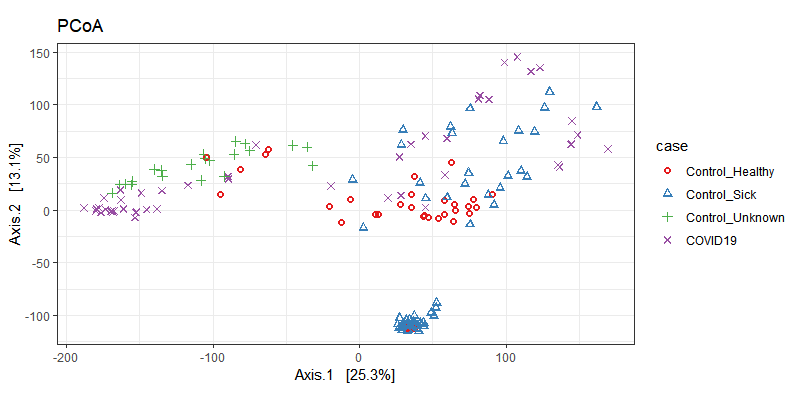 PCoA
150
100
50
0
-50
-100
Axis.2 [13.1%]
-200
-100
0
100
Axis.1 [25.3%]
case
Control_Healthy
Control_Sick
Control_Unknown
COVID19